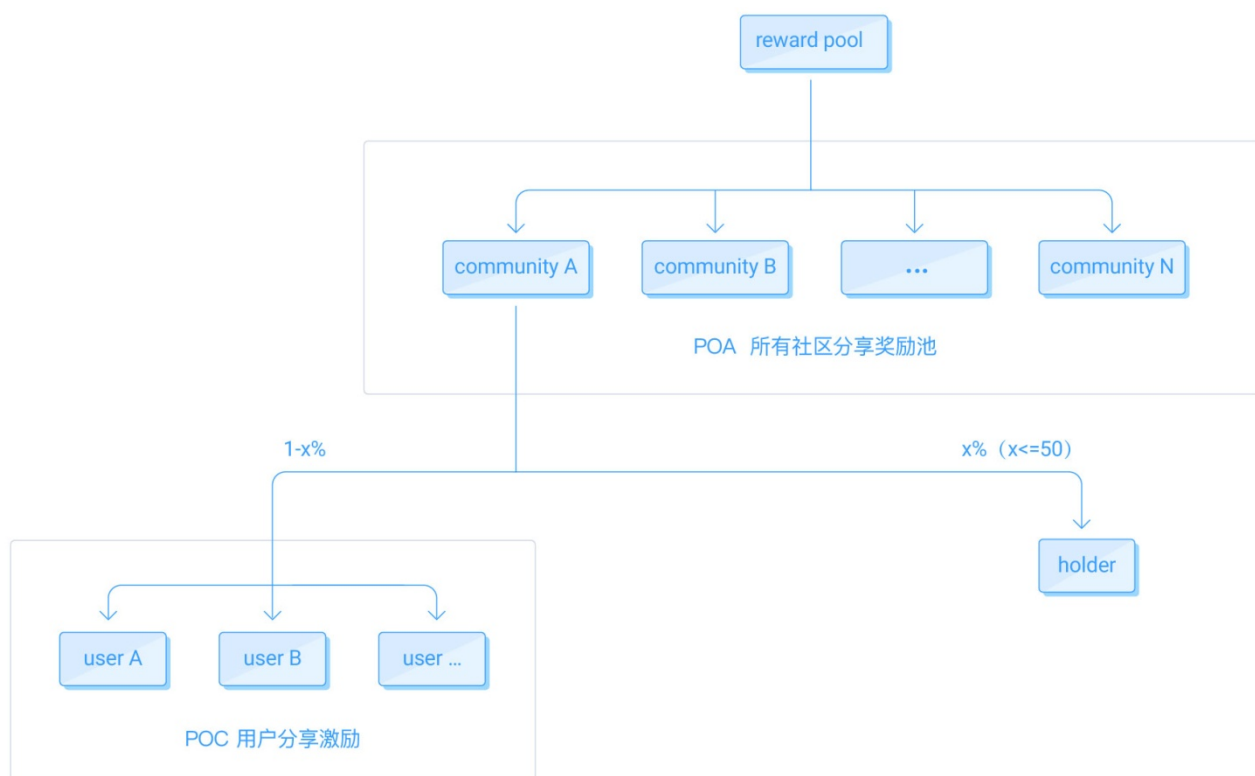 reward pool
community A
community B
...
community N
POA 所有社区分享奖励池
1-x%
x%（x<=50）
holder
user A
user B
user ...
POC 用户分享激励